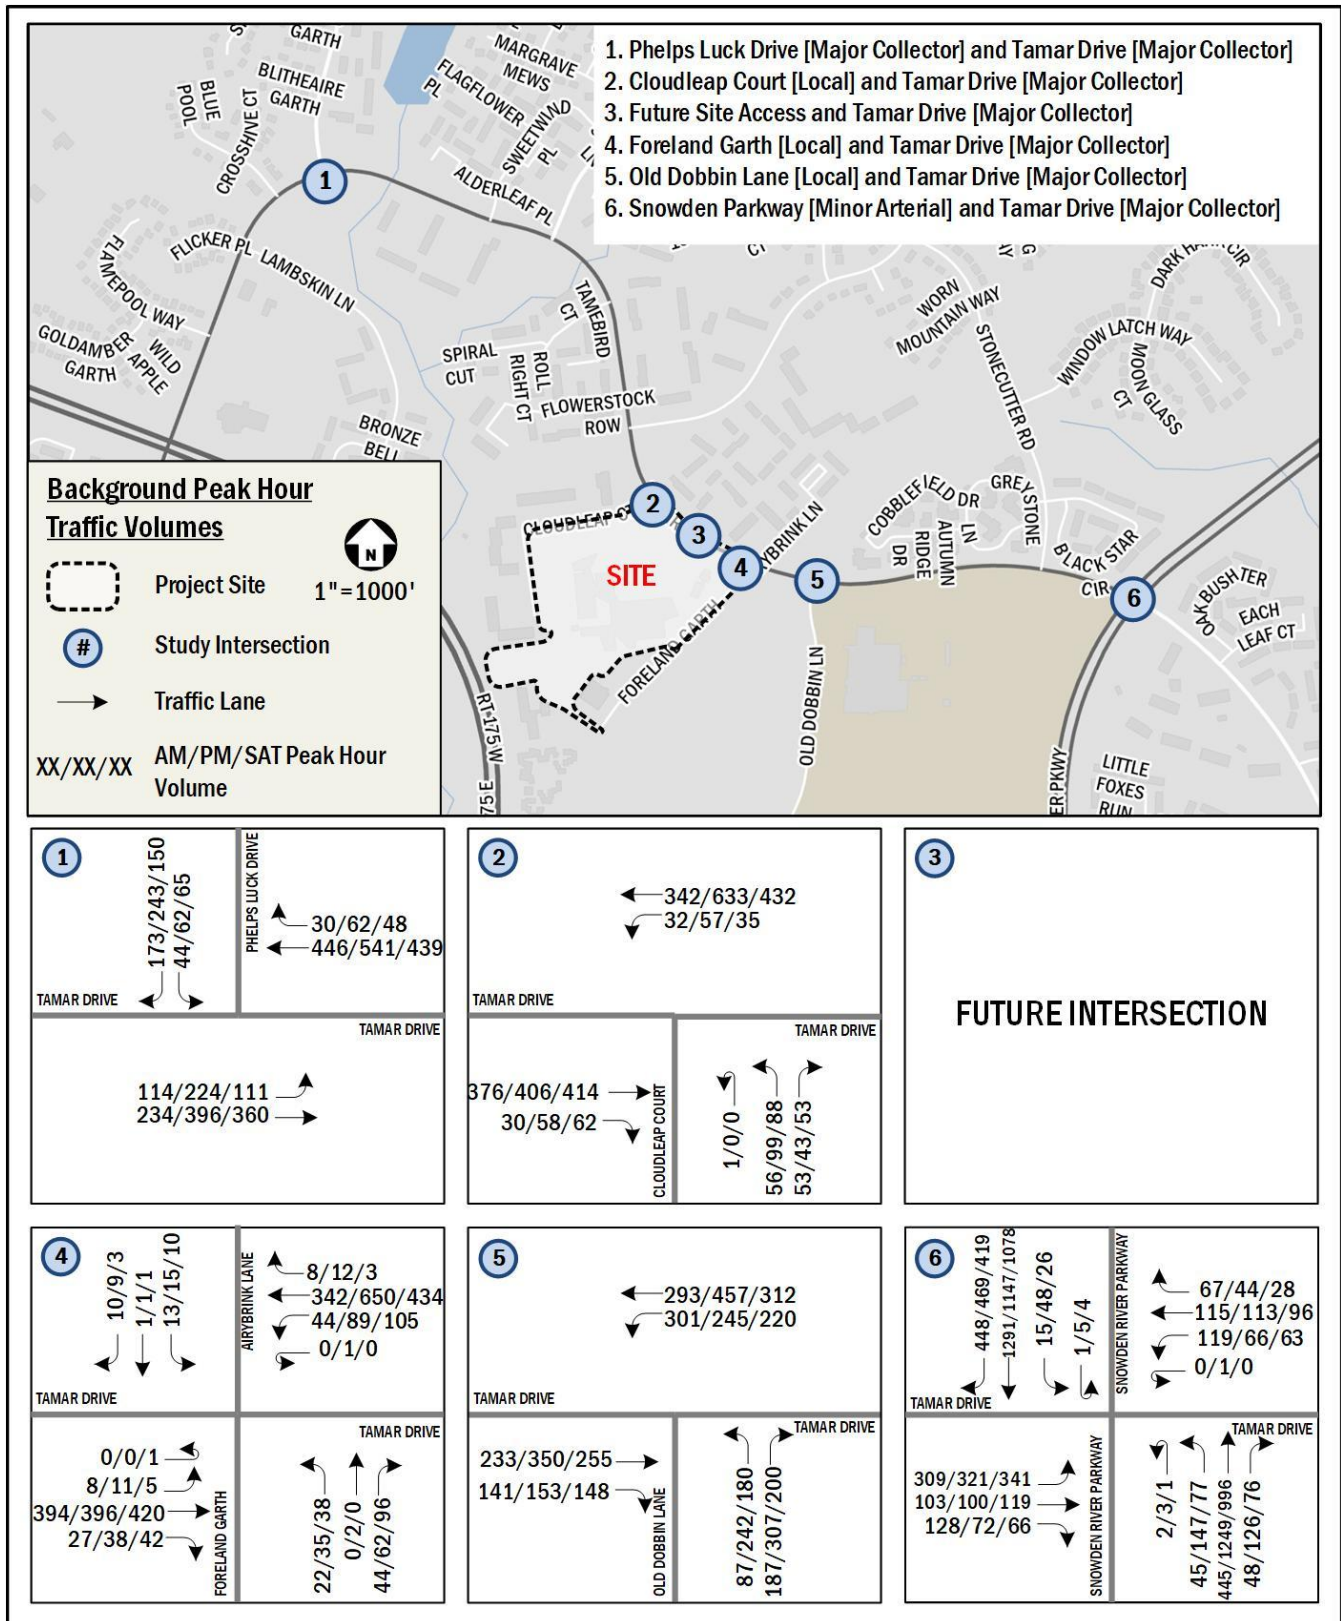 GARTH
BLITHEAIRE
GARTH
BLUE
POOL
CROSSHIVE CT
MARGRAVE
MEWS
FLAGFLOWER
PL
SWEETWIND
PL
ALDERLEAF PL
1. Phelps Luck Drive [Major Collector] and Tamar Drive [Major Collector]
2. Cloudleap Court [Local] and Tamar Drive [Major Collector]
3. Future Site Access and Tamar Drive [Major Collector]
4. Foreland Garth [Local] and Tamar Drive [Major Collector]
5. Old Dobbin Lane [Local] and Tamar Drive [Major Collector]
6. Snowden Parkway [Minor Arterial] and Tamar Drive [Major Collector]
1
FLICKER PL
LAMBSKIN LN
FLAMEPOOL WAY
GOLDAMBER
GARTH
WILD
APPLE
CT
WORN
MOUNTAIN WAY
STONECUTTER RD
WINDOW LATCH WAY
MOON GLASS
CT
TAMEBIRD
CT
SPIRAL
CUT
ROLL
RIGHT CT
FLOWERSTOCK
ROW
BRONZE
BELL
CLOUDLEAP C
2
3
4
5
6
YBRINK LN
COBBLEFIELD DR
RIDGE
DR
AUTUMN
LN
GREYSTONE
BLACK STAR
CIR
OAK BUSH TER
EACH
LEAF CT
SITE
FORELAND GARTH
OLD DOBBIN LN
RT 175 W
75 E
ER PKWY
LITTLE
FOXES
RUN
Background Peak Hour
Traffic Volumes
N
1"=1000'
Project Site
#
Study Intersection
Traffic Lane
XX/XX/XX
AM/PM/SAT Peak Hour
Volume
1
173/243/150
44/62/65
PHELPS LUCK DRIVE
30/62/48
446/541/439
TAMAR DRIVE
TAMAR DRIVE
114/224/111
234/396/360
2
342/633/432
32/57/35
TAMAR DRIVE
TAMAR DRIVE
376/406/414
30/58/62
CLOUDLEAP COURT
1/0/0
56/99/88
53/43/53
3
FUTURE INTERSECTION
4
10/9/3
1/1/1
13/15/10
AIRYBRINK LANE
8/12/3
342/650/434
44/89/105
0/1/0
TAMAR DRIVE
TAMAR DRIVE
0/0/1
8/11/5
394/396/420
27/38/42
FORELAND GARTH
22/35/38
0/2/0
44/62/96
5
293/457/312
301/245/220
TAMAR DRIVE
TAMAR DRIVE
233/350/255
141/153/148
OLD DOBBIN LANE
87/242/180
187/307/200
6
448/469/419
1291/1147/1078
15/48/26
1/5/4
SNOWDEN RIVER PARKWAY
67/44/28
115/113/96
119/66/63
0/1/0
TAMAR DRIVE
TAMAR DRIVE
309/321/341
103/100/119
128/72/66
SNOWDEN RIVER PARKWAY
2/3/1
45/147/77
445/1249/996
48/126/76